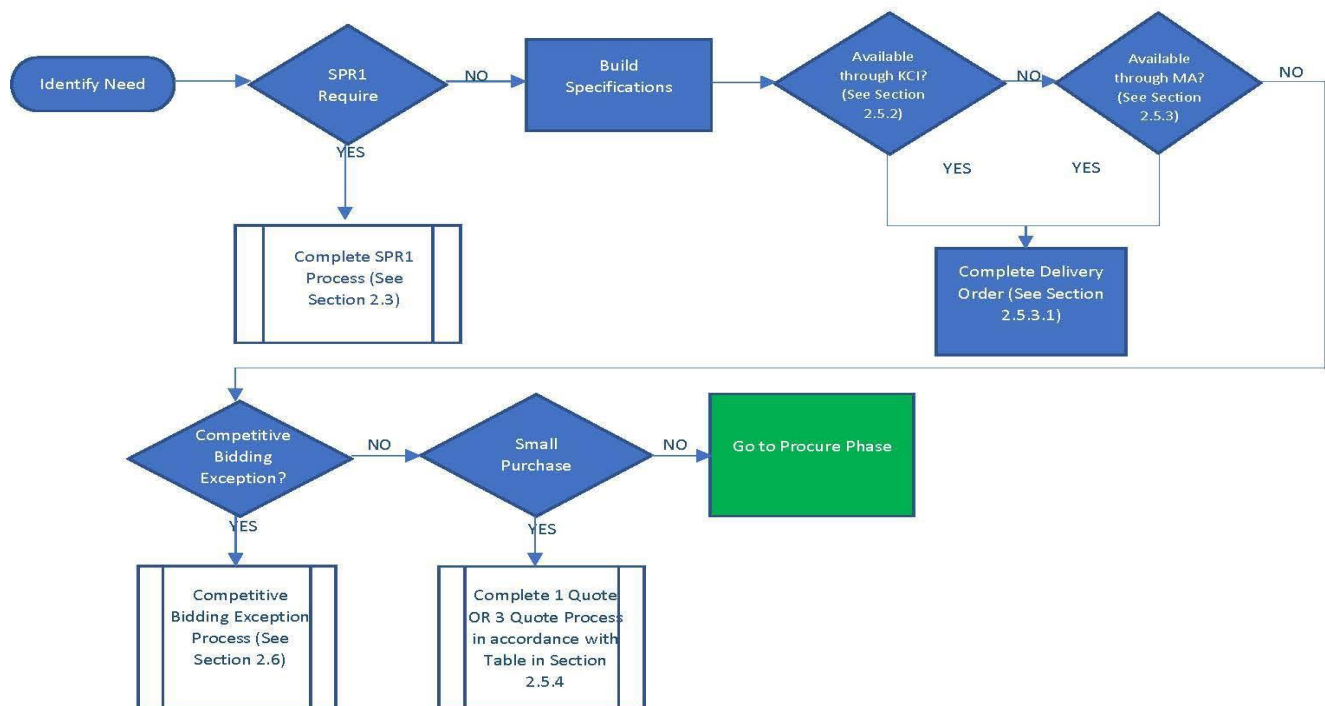 Identify Need
SPR1
Require
NO
YES
Build
Specifications
Available
through KCI?
(See Section
2.5.2)
NO
YES
Available
through MA?
(See Section
2.5.3)
NO
YES
Complete SPR1
Process (See
Section 2.3)
Complete Delivery
Order (See Section
2.5.3.1)
Competitive
Bidding
Exception?
NO
YES
Small
Purchase
NO
YES
Go to Procure Phase
Competitive
Bidding Exception
Process (See
Section 2.6)
Complete 1 Quote
OR 3 Quote Process
in accordance with
Table in Section
2.5.4